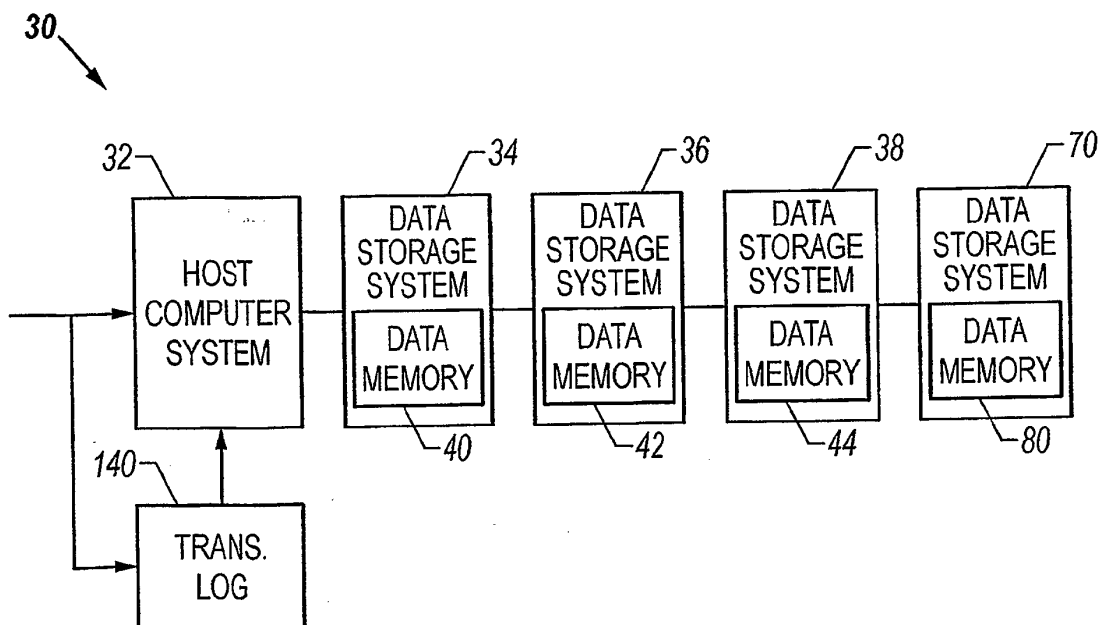 30
32
34
36
38
70
HOST
COMPUTER
SYSTEM
DATA
STORAGE
SYSTEM
DATA
MEMORY
DATA
STORAGE
SYSTEM
DATA
MEMORY
DATA
STORAGE
SYSTEM
DATA
MEMORY
DATA
STORAGE
SYSTEM
DATA
MEMORY
40
42
44
80
140
TRANS.
LOG